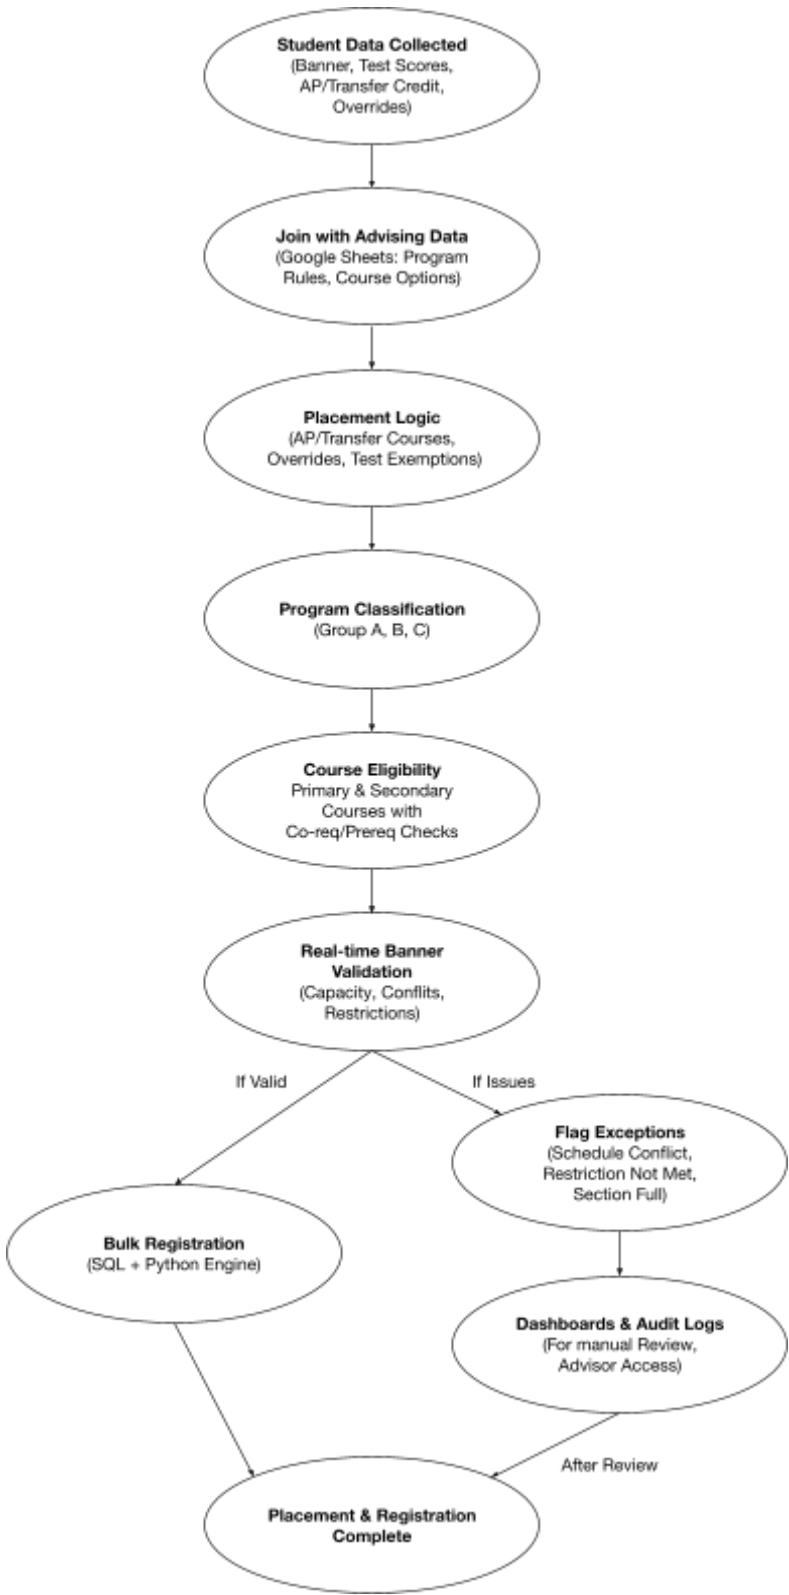 Student Data Collected
(Banner, Test Scores,
AP/Transfer Credit,
Overrides)
Join with Advising Data
(Google Sheets: Program
Rules, Course Options)
Placement Logic
(AP/Transfer Courses,
Overrides, Test Exemptions)
Program Classification
(Group A, B, C)
Course Eligibility
Primary & Secondary
Courses with
Co-req/Prereq Checks
Real-time Banner
Validation
(Capacity, Conflits,
Restrictions)
If Valid
If Issues
Flag Exceptions
(Schedule Conflict,
Restriction Not Met,
Section Full)
Bulk Registration
(SQL + Python Engine)
Dashboards & Audit Logs
(For manual Review,
Advisor Access)
After Review
Placement & Registration
Complete